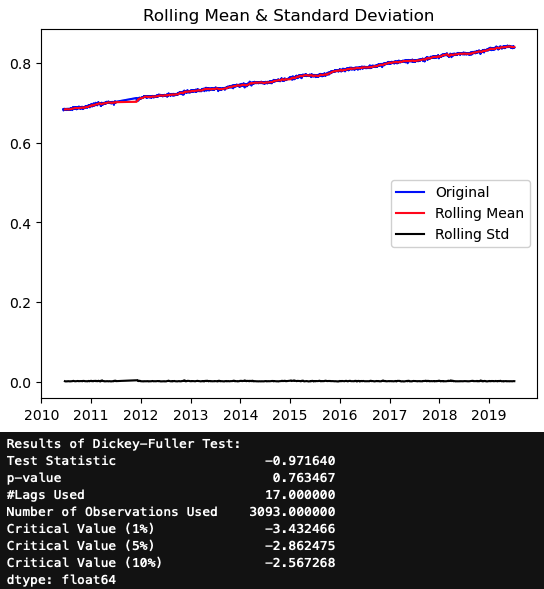 Rolling Mean & Standard Deviation
0.8
0.6
0.4
0.2
0.0
Original
Rolling Mean
Rolling Std
2010 2011 2012 2013 2014 2015 2016 2017 2018 2019
Results of Dickey-Fuller Test:
Test Statistic -0.971640
p-value 0.763467
#Lags Used 17.000000
Number of Observations Used 3093.000000
Critical Value (1%) -3.432466
Critical Value (5%) -2.862475
Critical Value (10%) -2.567268
dtype: float64